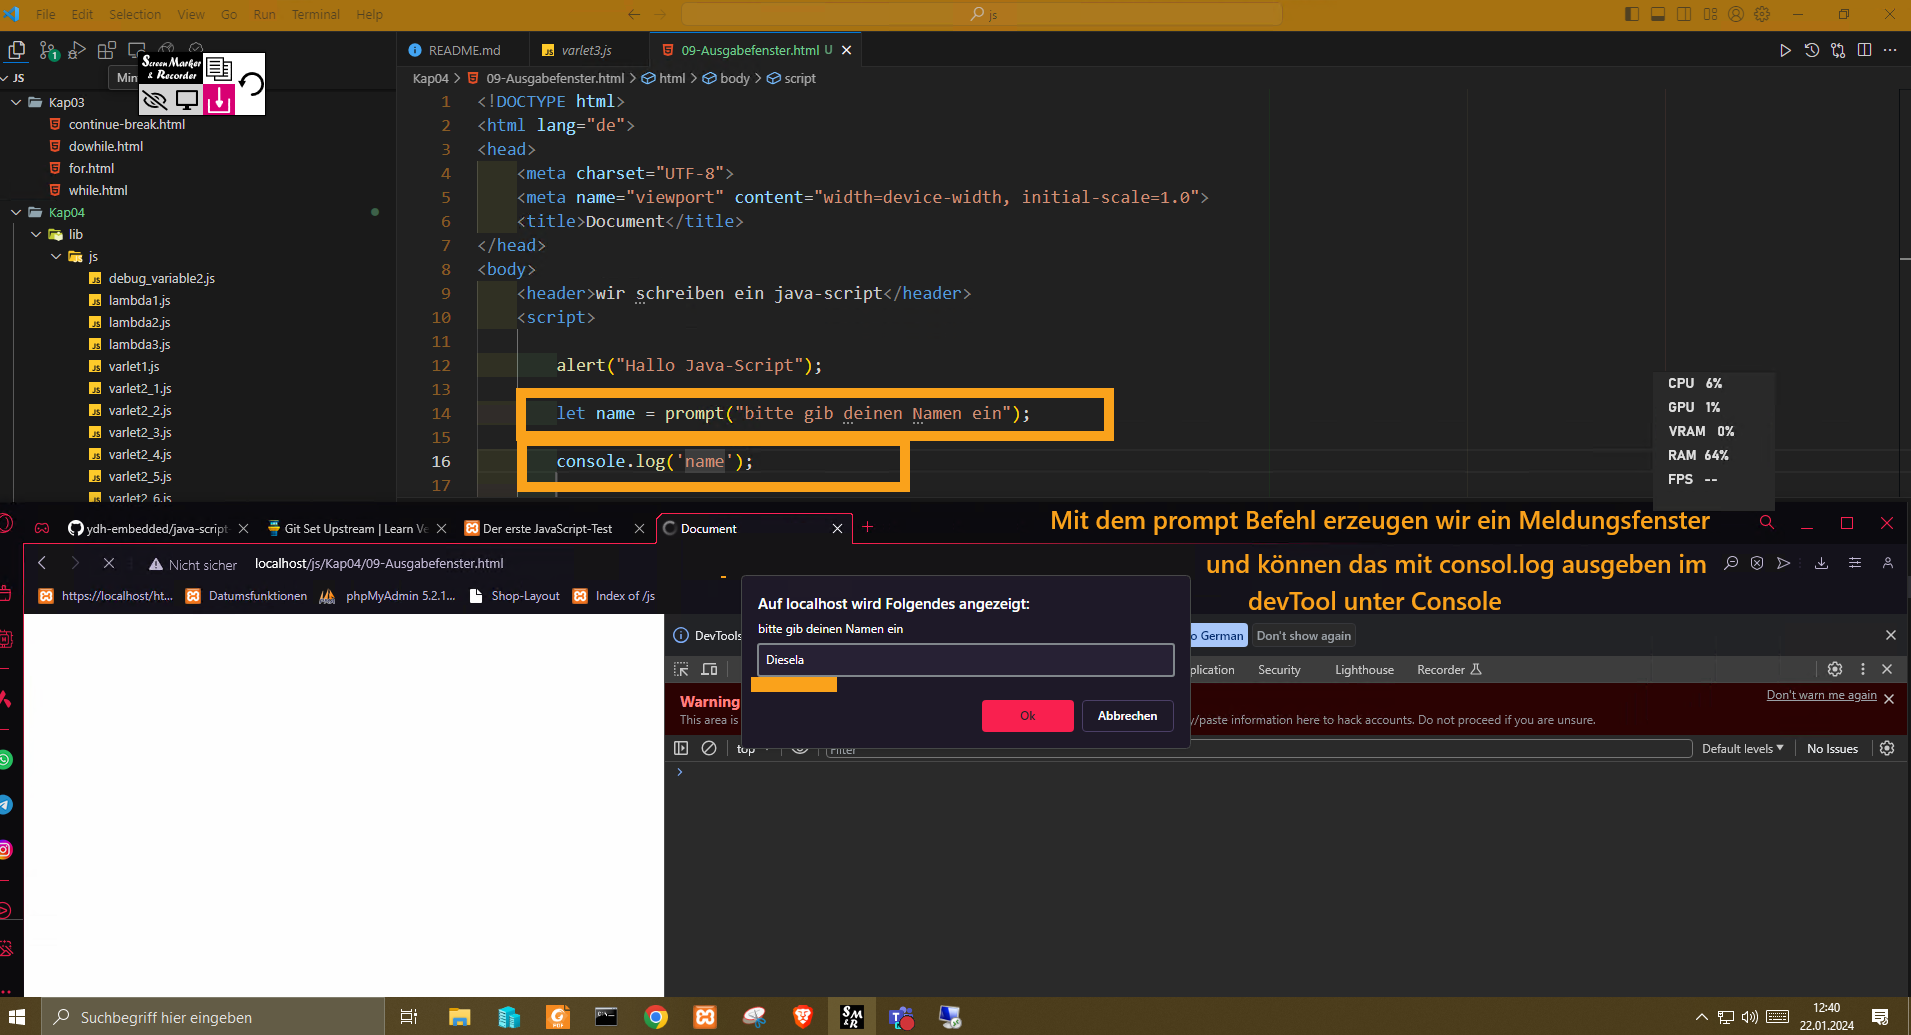 File Edit Selection View Go Run Terminal Help
js
README.md varlet3.js 09-Ausgabefenster.html U
JS
Min
Screen Marker
& Recorder
Kap04 > 09-Ausgabefenster.html > html > body > script
Kap03
continue-break.html
dowhile.html
for.html
while.html
Kap04
lib
js
debug_variable2.js
lambda1.js
lambda2.js
lambda3.js
varlet1.js
varlet2_1.js
varlet2_2.js
varlet2_3.js
varlet2_4.js
varlet2_5.js
varlet2_6.js
1 <!DOCTYPE html>
2 <html lang="de">
3 <head>
4 <meta charset="UTF-8">
5 <meta name="viewport" content="width=device-width, initial-scale=1.0">
6 <title>Document</title>
7 </head>
8 <body>
9 <header>wir schreiben ein java-script</header>
10 <script>
11
12 alert("Hallo Java-Script");
13
14 let name = prompt("bitte gib deinen Namen ein");
15
16 console.log('name');
17
CPU 6%
GPU 1%
VRAM 0%
RAM 64%
FPS --
Mit dem prompt Befehl erzeugen wir ein Meldungsfenster
und können das mit consol.log ausgeben im
devTool unter Console
ydh-embedded/java-script Git Set Upstream | Learn Ve Der erste JavaScript-Test Document
Nicht sicher localhost/js/Kap04/09-Ausgabefenster.html
https://localhost/ht... Datumsfunktionen phpMyAdmin 5.2.1... Shop-Layout Index of /js
Auf localhost wird Folgendes angezeigt:
bitte gib deinen Namen ein
Diesela
Ok Abbrechen
DevTools o German Don't show again
plication Security Lighthouse Recorder
Warning
Don't warn me again
This area is y/paste information here to hack accounts. Do not proceed if you are unsure.
top Filter Default levels No Issues
Suchbegriff hier eingeben
12:40
22.01.2024